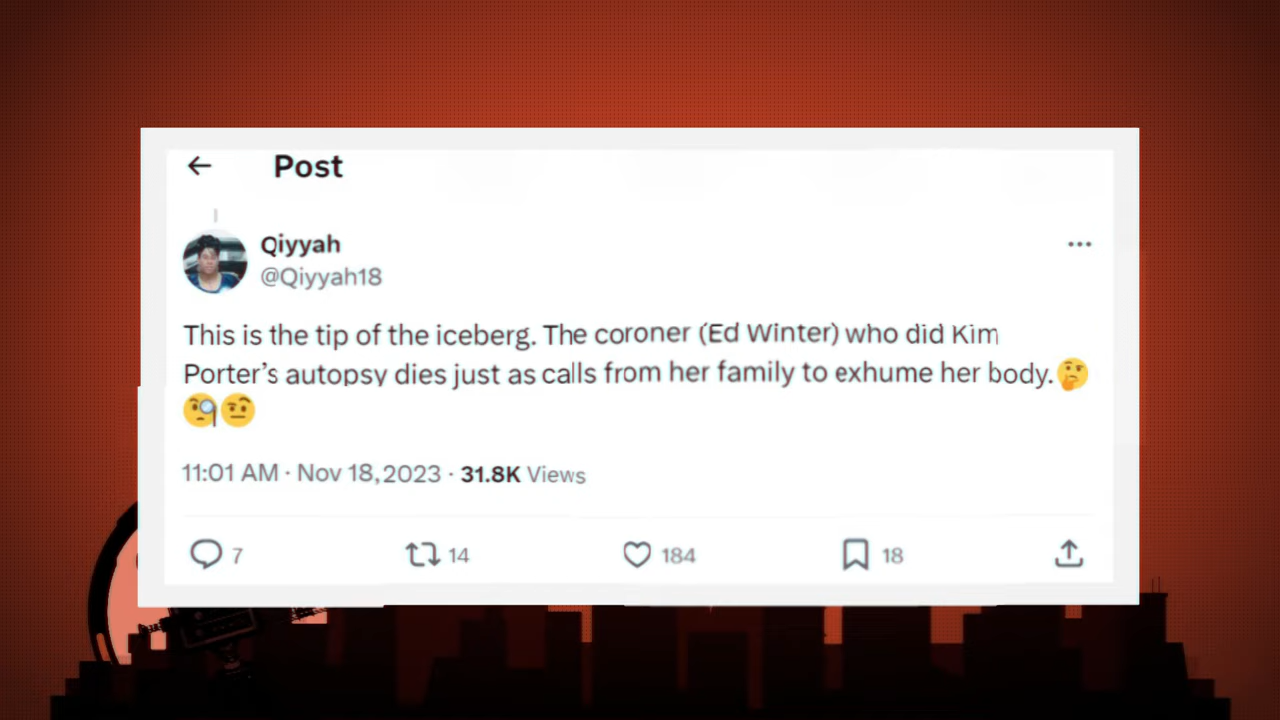 Post
Qiyyah
@Qiyyah18
This is the tip of the iceberg. The coroner (Ed Winter) who did Kim
Porter’s autopsy dies just as calls from her family to exhume her body.🤔
🧐🤨
11:01 AM · Nov 18, 2023 · 31.8K Views
7 14 184 18